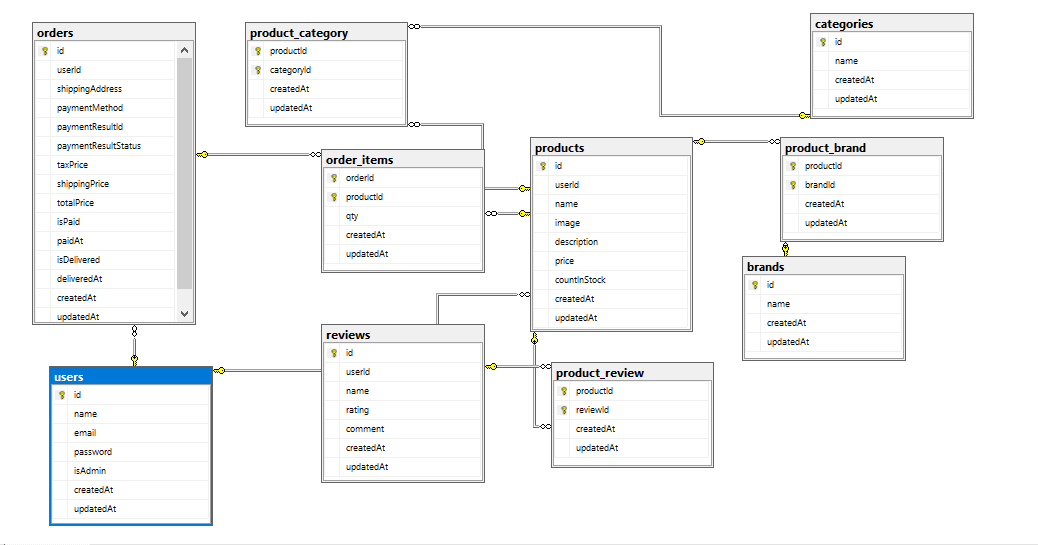 orders
id
userId
shippingAddress
paymentMethod
paymentResultId
paymentResultStatus
taxPrice
shippingPrice
totalPrice
isPaid
paidAt
isDelivered
deliveredAt
createdAt
updatedAt
product_category
productId
categoryId
createdAt
updatedAt
categories
id
name
createdAt
updatedAt
order_items
orderId
productId
qty
createdAt
updatedAt
products
id
userId
name
image
description
price
countInStock
createdAt
updatedAt
product_brand
productId
brandId
createdAt
updatedAt
brands
id
name
createdAt
updatedAt
reviews
id
userId
name
rating
comment
createdAt
updatedAt
product_review
productId
reviewId
createdAt
updatedAt
users
id
name
email
password
isAdmin
createdAt
updatedAt